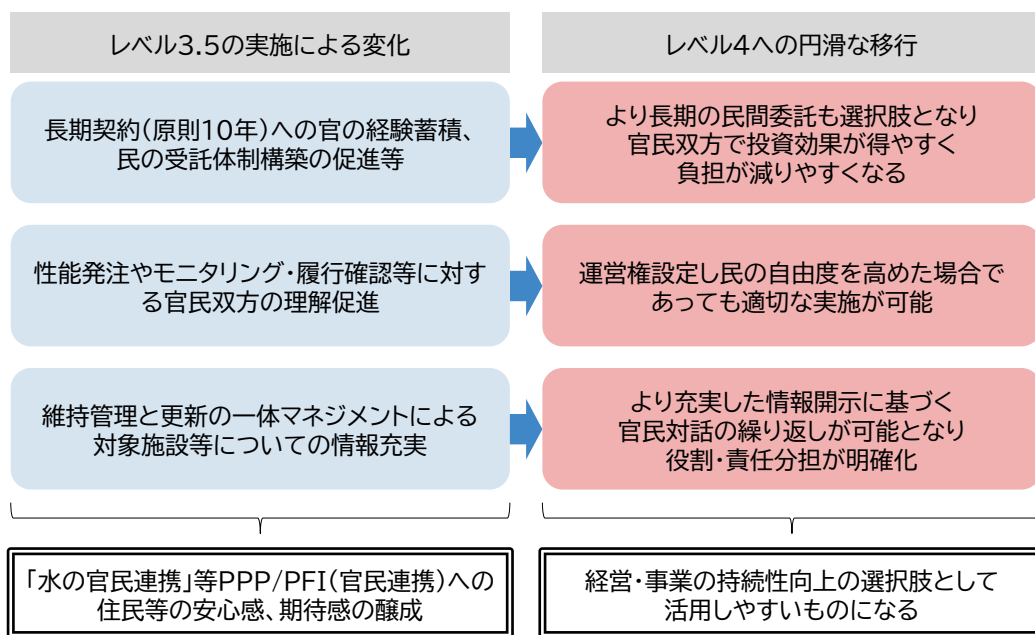 レベル3.5の実施による変化
レベル4への円滑な移行
長期契約(原則10年)への官の経験蓄積、
民の受託体制構築の促進等
より長期の民間委託も選択肢となり
官民双方で投資効果が得やすく
負担が減りやすくなる
性能発注やモニタリング・履行確認等に対す
る官民双方の理解促進
運営権設定し民の自由度を高めた場合で
あっても適切な実施が可能
維持管理と更新の一体マネジメントによる
対象施設等についての情報充実
より充実した情報開示に基づく
官民対話の繰り返しが可能となり
役割・責任分担が明確化
「水の官民連携」等PPP/PFI(官民連携)への
住民等の安心感、期待感の醸成
経営・事業の持続性向上の選択肢として
活用しやすいものになる